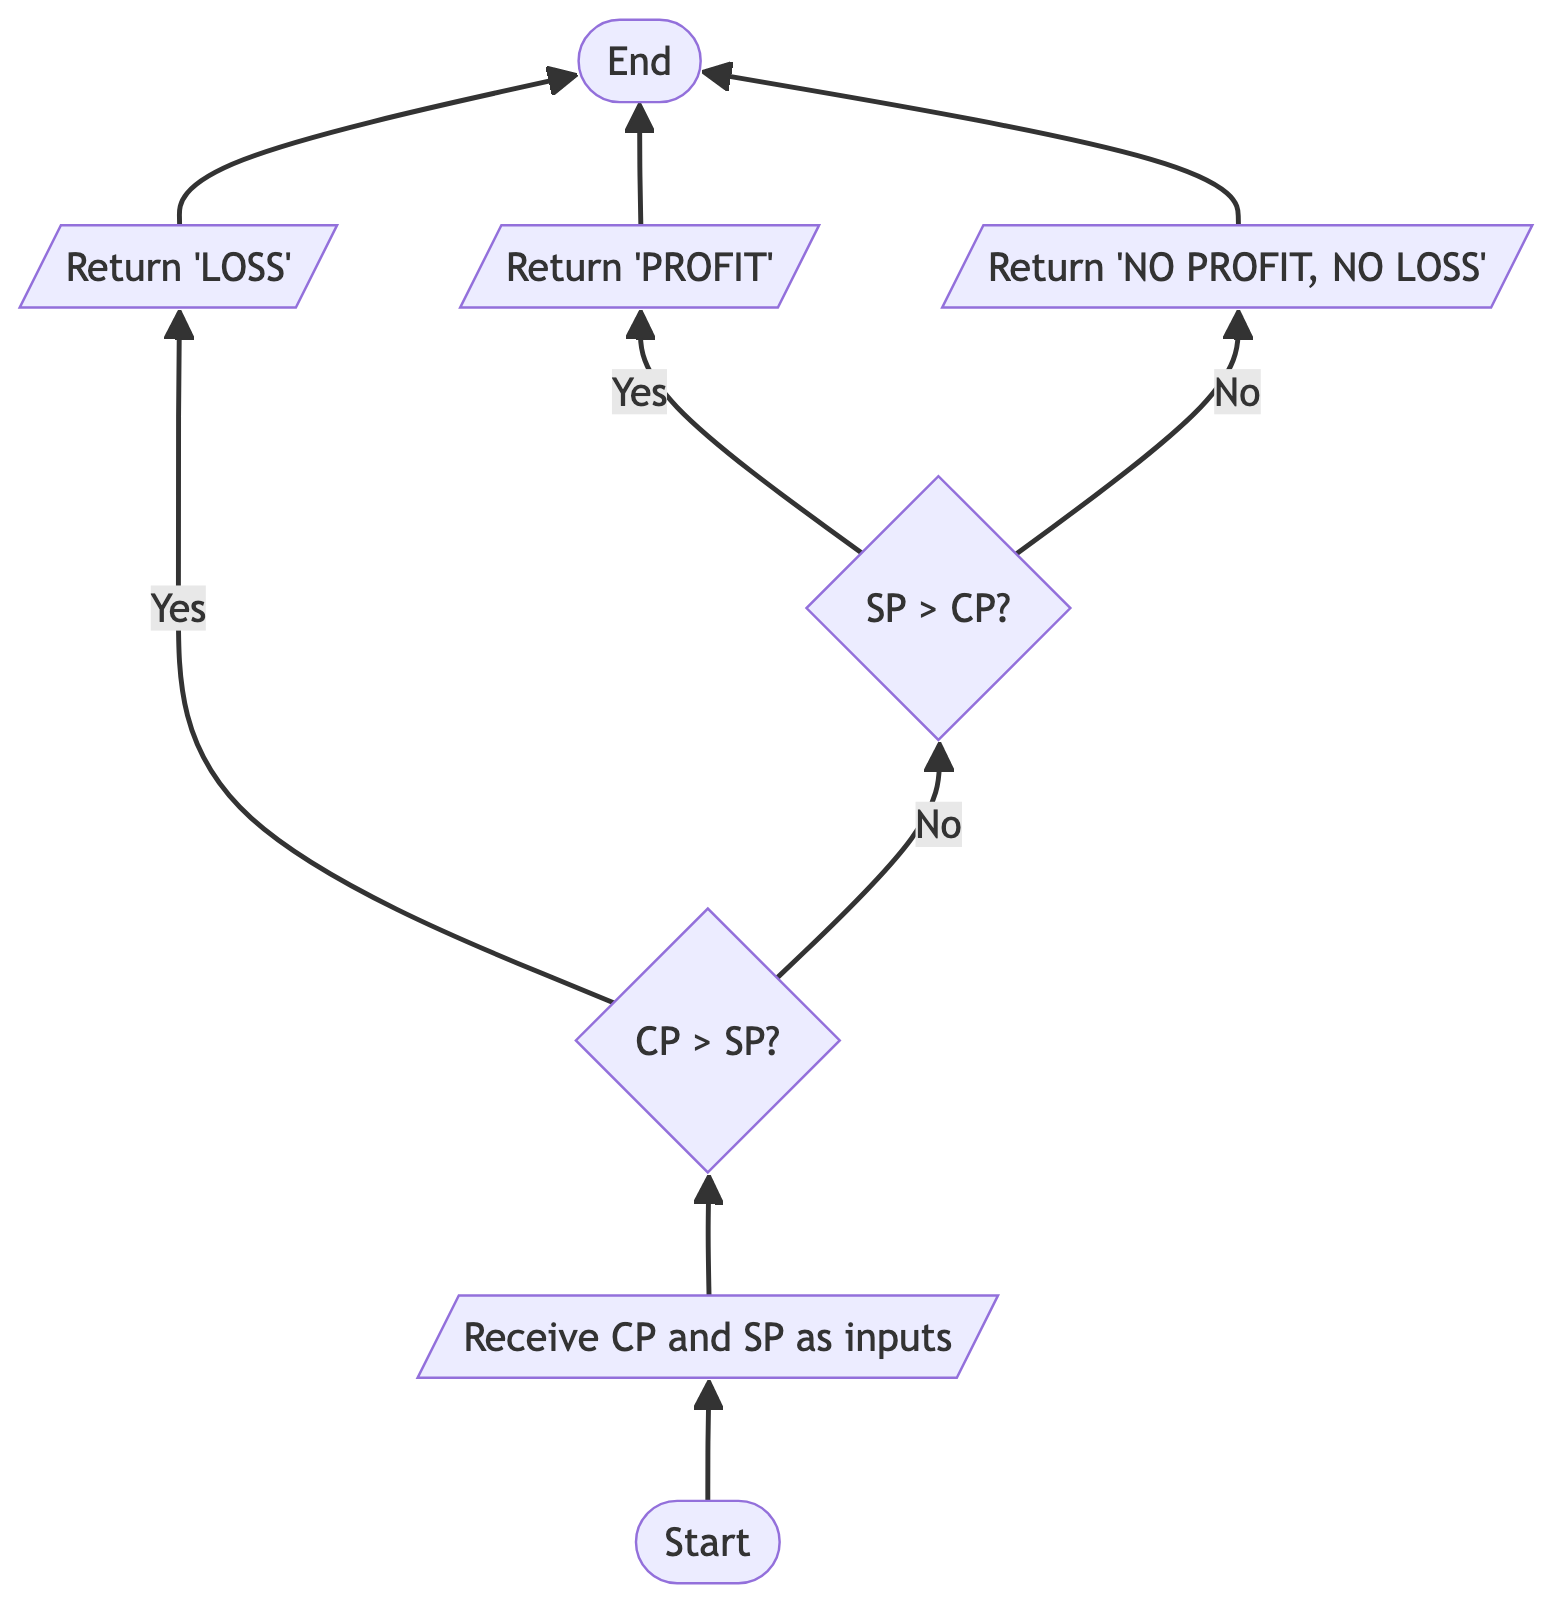 End
Return 'LOSS'
Return 'PROFIT'
Return 'NO PROFIT, NO LOSS'
Yes
No
Yes
SP > CP?
No
CP > SP?
Receive CP and SP as inputs
Start